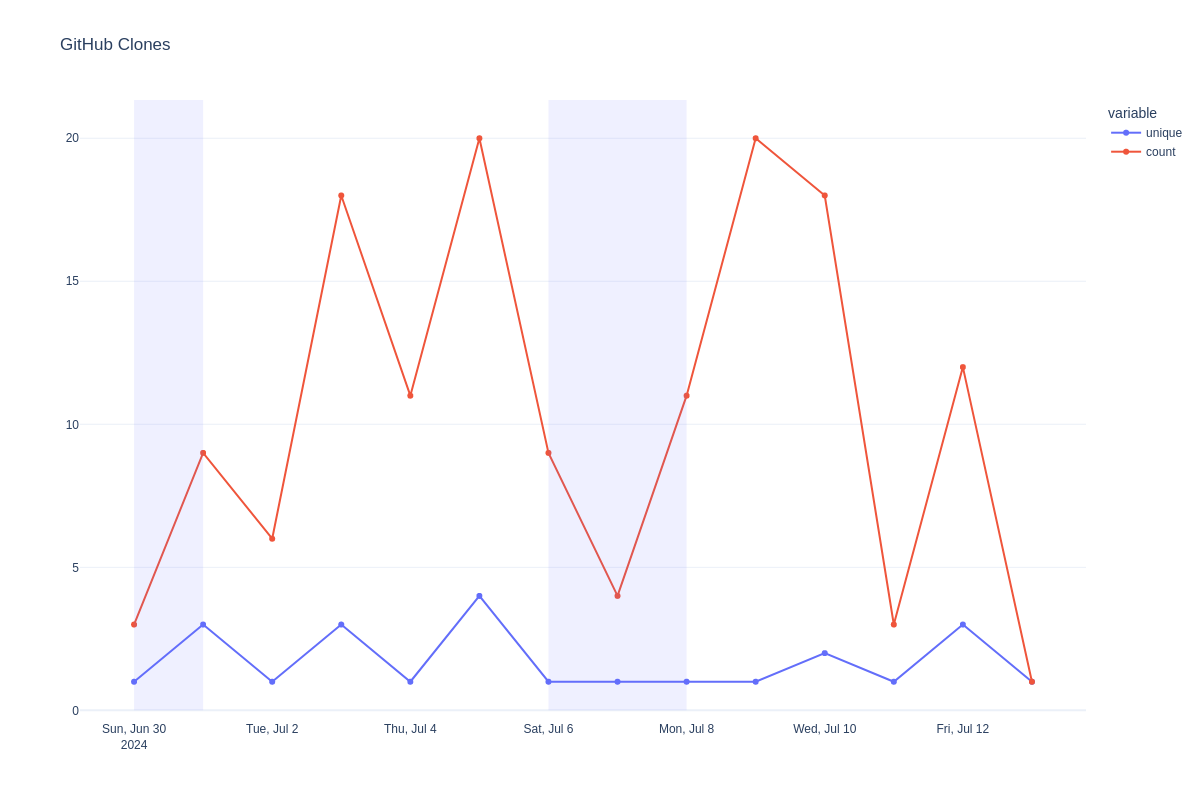 GitHub Clones
variable
unique
count
20
15
10
5
0
Sun, Jun 30
2024
Tue, Jul 2
Thu, Jul 4
Sat, Jul 6
Mon, Jul 8
Wed, Jul 10
Fri, Jul 12